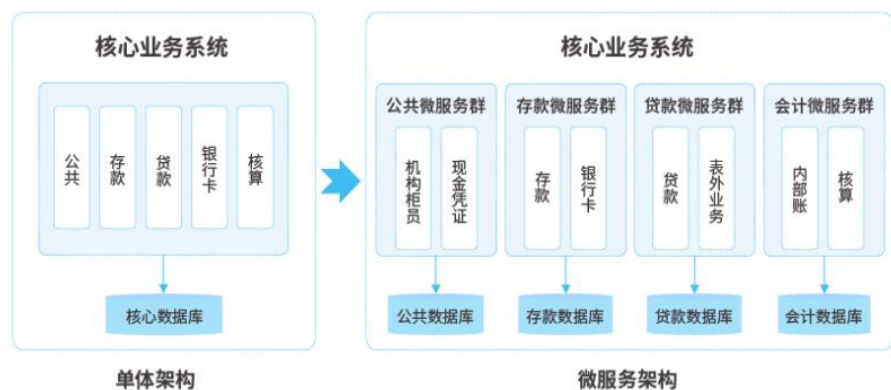 核心业务系统
公共
存款
贷款
银行卡
核算
核心数据库
单体架构
核心业务系统
公共微服务群
机构柜员
现金凭证
公共数据库
存款微服务群
存款
银行卡
存款数据库
贷款微服务群
贷款
表外业务
贷款数据库
会计微服务群
内部账
核算
会计数据库
微服务架构